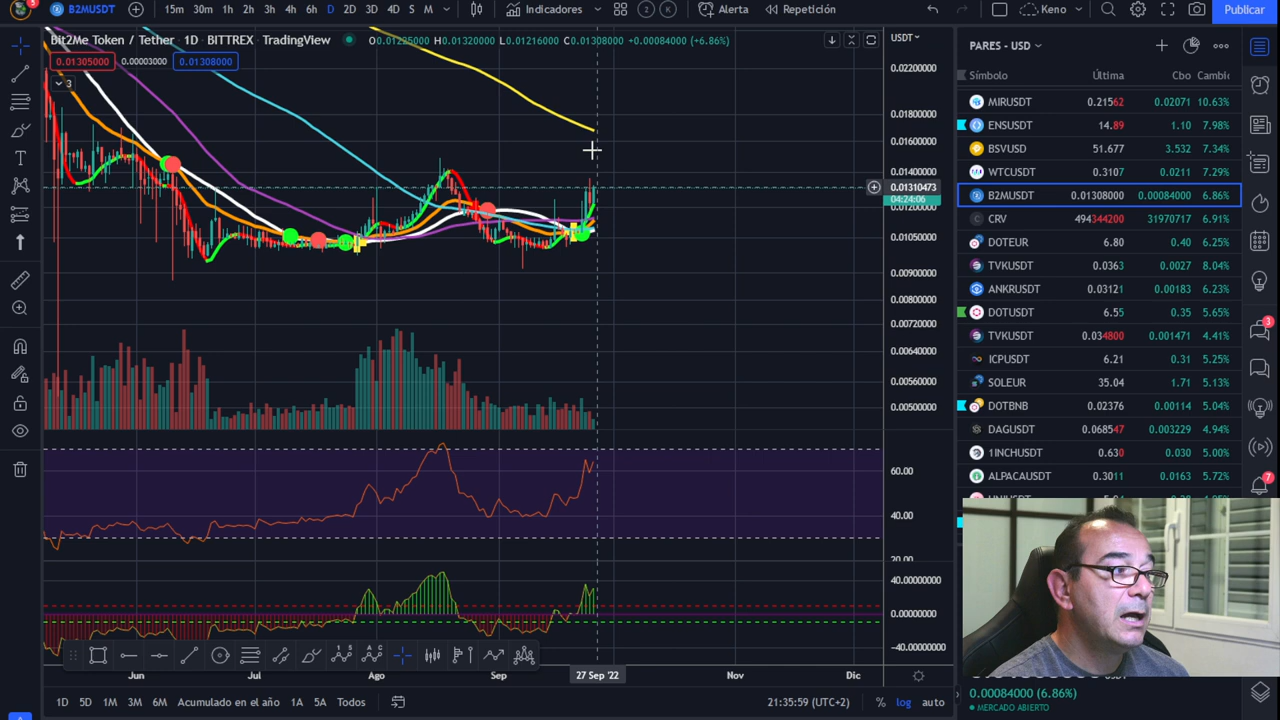 5
B2MUSDT
15m 30m 1h 2h 3h 4h 6h D 2D 3D 4D S M
Indicadores
2 K
Alerta
Repetición
Keno
Publicar
Bit2Me Token / Tether · 1D · BITTREX · TradingView
H0.01320000 L0.01216000 C0.01308000 +0.00084000 (+6.86%)
0.01305000 0.00003000 0.01308000
3
USDT
0.02200000
0.01800000
0.01600000
0.01400000
0.01310473
04:24:06
0.01050000
0.00900000
0.00800000
0.00720000
0.00640000
0.00560000
0.00500000
60.00
40.00
20.00
40.00000000
0.00000000
−40.00000000
Jun Jul Ago Sep 27 Sep '22 Nov Dic
1D 5D 1M 3M 6M Acumulado en el año 1A 5A Todos
21:35:59 (UTC+2)
% log auto
PARES - USD
Símbolo Última Cbo Cambic
MIRUSDT 0.21562 0.02071 10.63%
ENSUSDT 14.89 1.10 7.98%
BSVUSD 51.677 3.532 7.34%
WTCUSDT 0.3107 0.0211 7.29%
B2MUSDT 0.01308000 0.00084000 6.86%
CRV 494344200 31970717 6.91%
DOTEUR 6.80 0.40 6.25%
TVKUSDT 0.0363 0.0027 8.04%
ANKRUSDT 0.03121 0.00183 6.23%
DOTUSDT 6.55 0.35 5.65%
TVKUSDT 0.034800 0.001471 4.41%
ICPUSDT 6.21 0.31 5.25%
SOLEUR 35.04 1.71 5.13%
DOTBNB 0.02376 0.00114 5.04%
DAGUSDT 0.068547 0.003229 4.94%
1INCHUSDT 0.630 0.030 5.00%
ALPACAUSDT 0.3011 0.0163 5.72%
0.00084000 (6.86%)
MERCADO ABIERTO
3
7